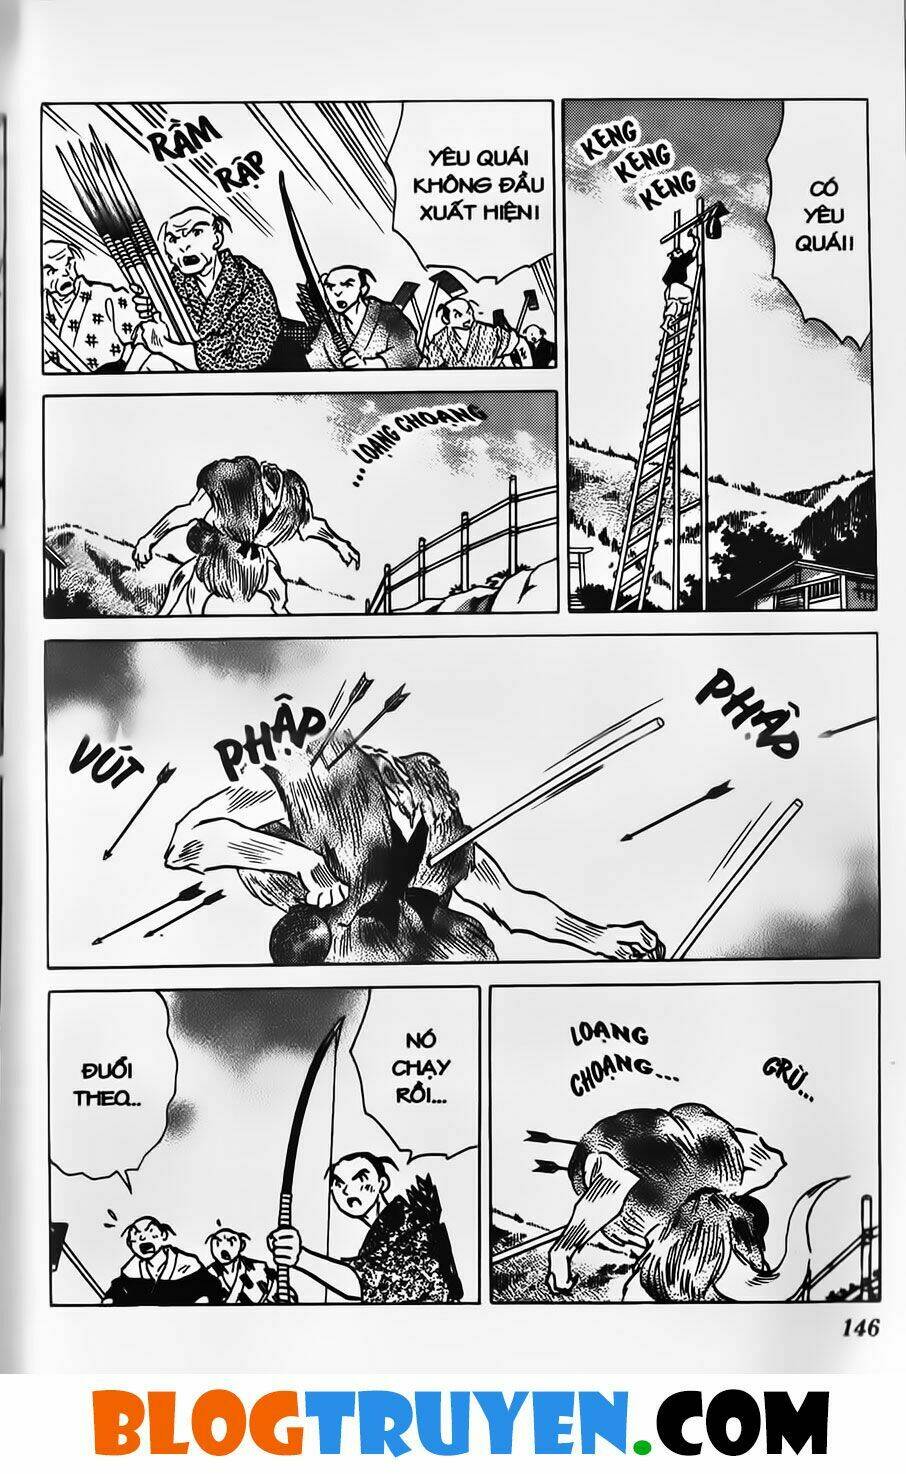 KENG
KENG
KENG
CÓ
YÊU
QUÁI!
RẦM
RẬP
YÊU QUÁI
KHÔNG ĐẦU
XUẤT HIỆN!
...LOẠNG CHOẠNG
PHẬP
PHẬP
VÚT
LOẠNG
CHOẠNG...
GRỪ...
NÓ
CHẠY
RỒI...
ĐUỔI
THEO...
146
BLOGTRUYEN.COM